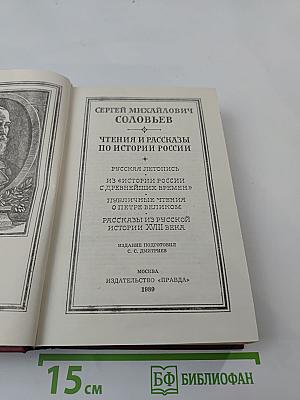 СЕРГЕЙ МИХАЙЛОВИЧ
СОЛОВЬЕВ
ЧТЕНИЯ И РАССКАЗЫ
ПО ИСТОРИИ РОССИИ
РУССКАЯ ЛЕТОПИСЬ
ИЗ «ИСТОРИИ РОССИИ
С ДРЕВНЕЙШИХ ВРЕМЕН»
ПУБЛИЧНЫЕ ЧТЕНИЯ
О ПЕТРЕ ВЕЛИКОМ
РАССКАЗЫ ИЗ РУССКОЙ
ИСТОРИИ XVIII ВЕКА
ИЗДАНИЕ ПОДГОТОВИЛ
С. С. ДМИТРИЕВ
МОСКВА
ИЗДАТЕЛЬСТВО «ПРАВДА»
1989
15 см
БФ БИБЛИОФАН